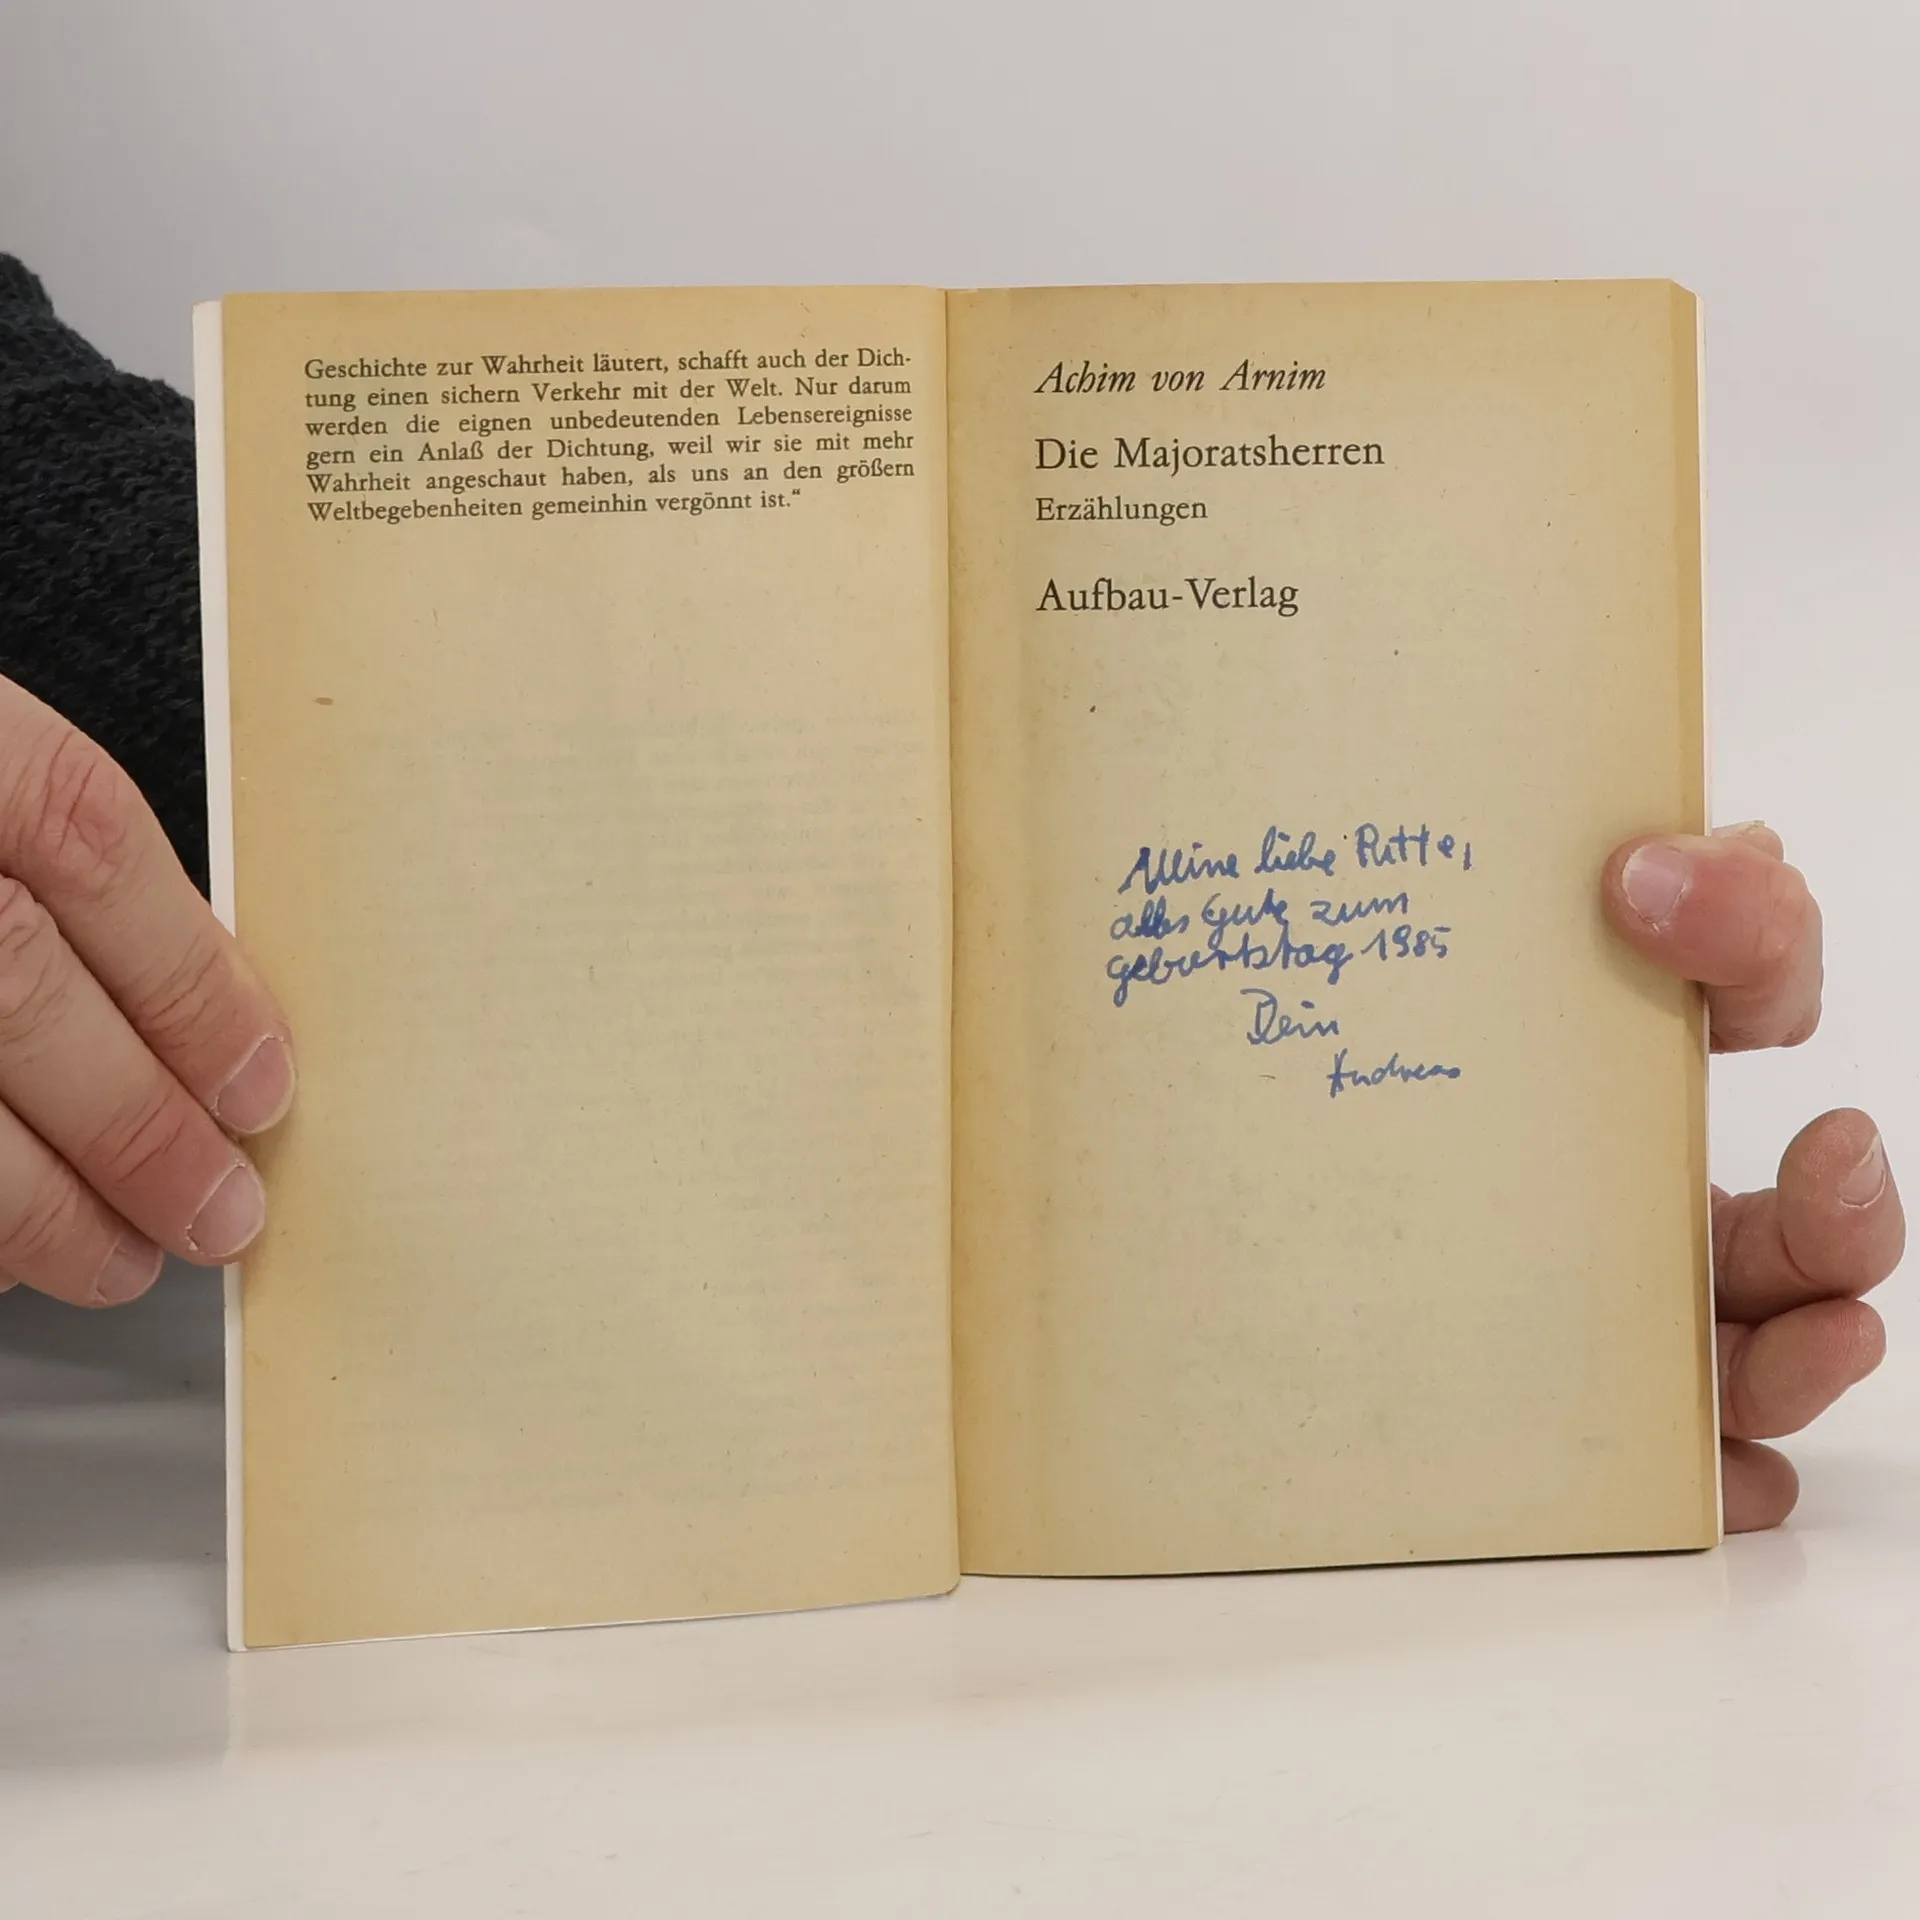 Geschichte zur Wahrheit läutert, schafft auch der Dich-
tung einen sichern Verkehr mit der Welt. Nur darum
werden die eignen unbedeutenden Lebensereignisse
gern ein Anlaß der Dichtung, weil wir sie mit mehr
Wahrheit angeschaut haben, als uns an den größern
Weltbegebenheiten gemeinhin vergönnt ist.“
Achim von Arnim
Die Majoratsherren
Erzählungen
Aufbau-Verlag
Meine liebe Putte,
alles Gute zum
Geburtstag 1985
Dein
Andreas